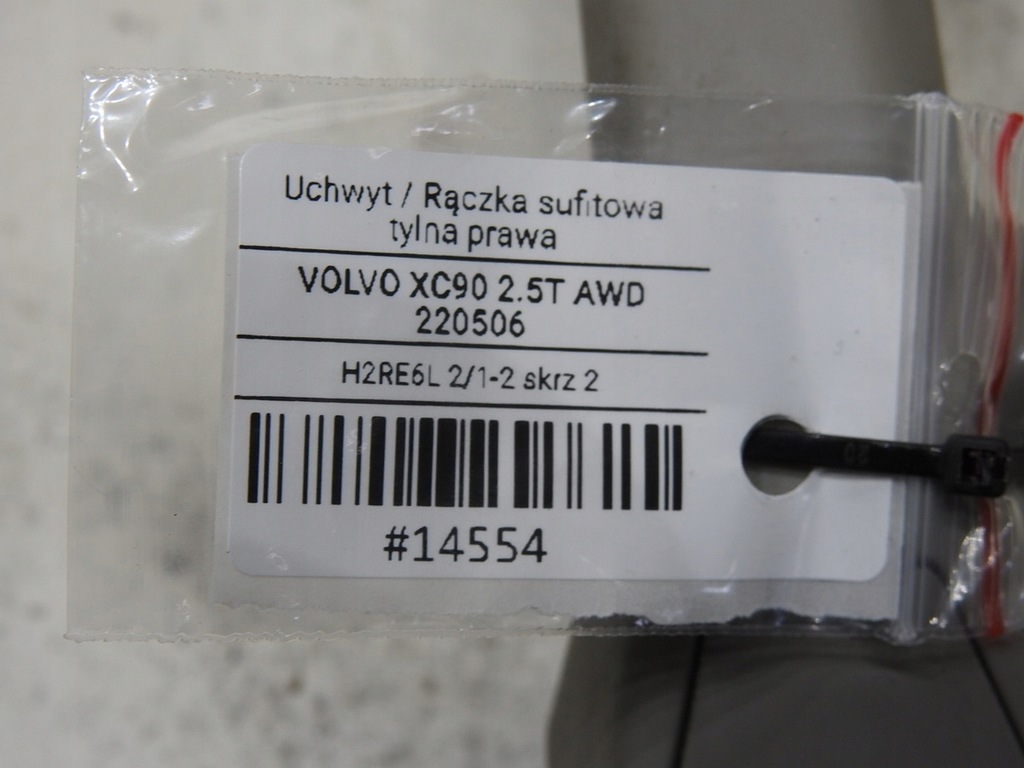 Uchwyt / Rączka sufitowa
tylna prawa
VOLVO XC90 2.5T AWD
220506
H2RE6L 2/1-2 skrz 2
#14554